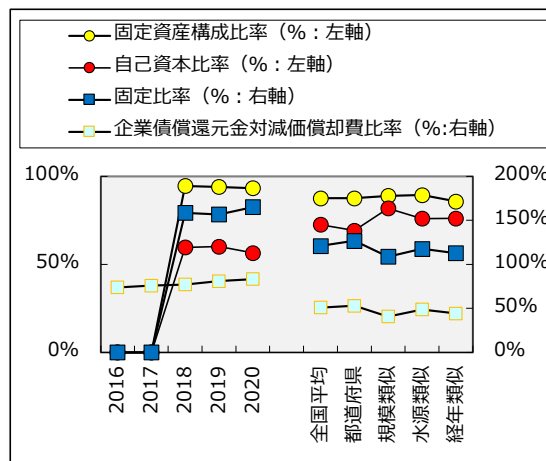 固定資産構成比率（%：左軸）
自己資本比率（%：左軸）
固定比率（%：右軸）
企業債償還元金対減価償却費比率（%:右軸）
100%
200%
150%
50%
100%
50%
0%
0%
2016
2017
2018
2019
2020
全国平均
都道府県
規模類似
水源類似
経年類似